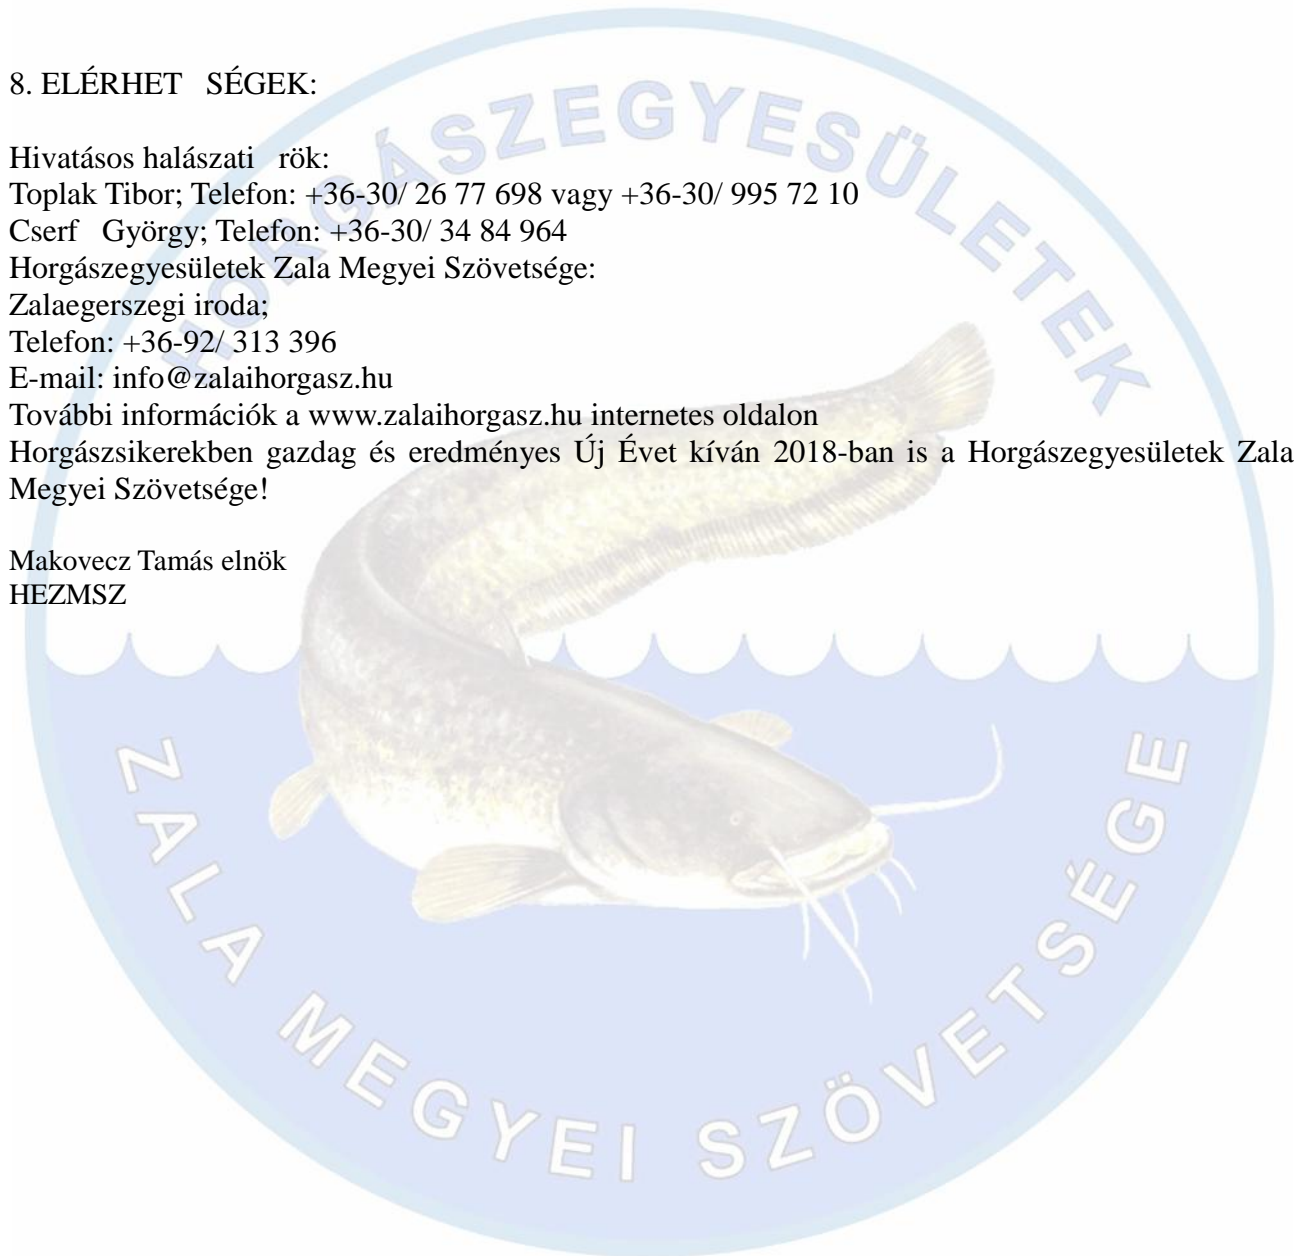 8. ELÉRHET   SÉGEK:
Hivatásos halászati   rök:
Toplak Tibor; Telefon: +36-30/ 26 77 698 vagy +36-30/ 995 72 10
Cserf   György; Telefon: +36-30/ 34 84 964
Horgászegyesületek Zala Megyei Szövetsége:
Zalaegerszegi iroda;
Telefon: +36-92/ 313 396
E-mail: info@zalaihorgasz.hu
További információk a www.zalaihorgasz.hu internetes oldalon
Horgászsikerekben gazdag és eredményes Új Évet kíván 2018-ban is a Horgászegyesületek Zala
Megyei Szövetsége!
Makovecz Tamás elnök
HEZMSZ
HORGÁSZEGYESÜLETEK
ZALA MEGYEI SZÖVETSÉGE